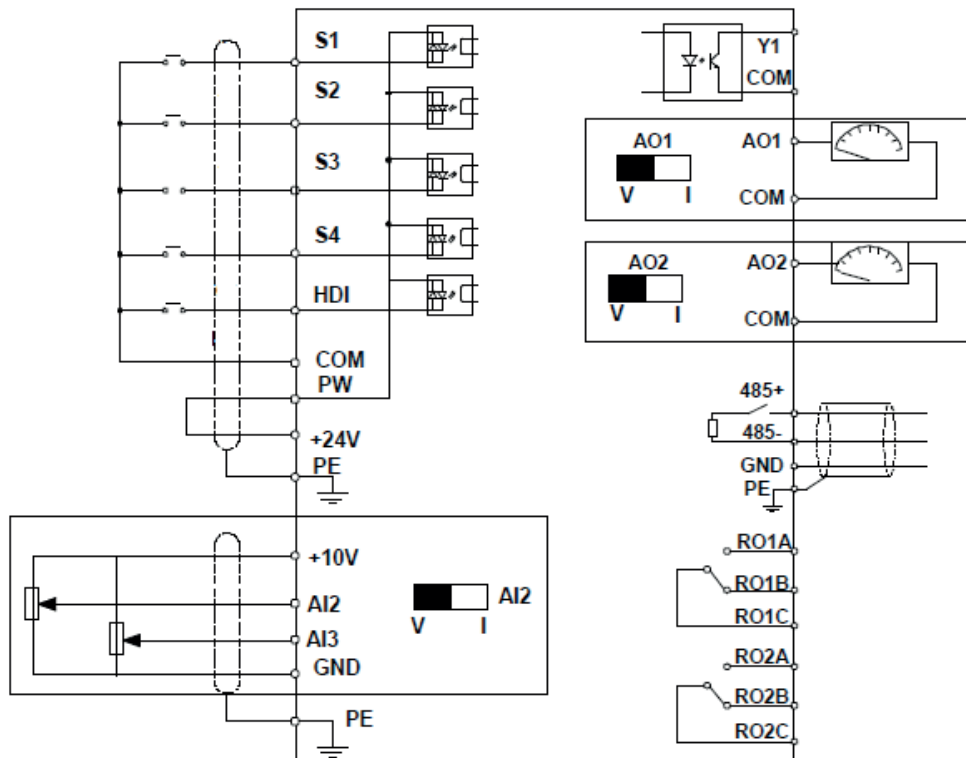 S1
S2
S3
S4
HDI
COM
PW
+24V
PE
+10V
AI2
AI3
GND
PE
AI2
V I
Y1
COM
AO1
AO1
V I
COM
AO2
AO2
V I
COM
485+
485-
GND
PE
RO1A
RO1B
RO1C
RO2A
RO2B
RO2C